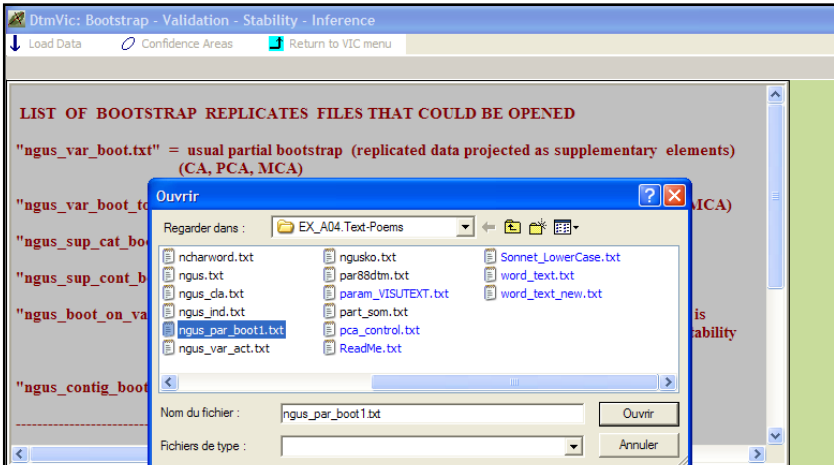 DtmVic: Bootstrap - Validation - Stability - Inference
Load Data Confidence Areas Return to VIC menu
LIST OF BOOTSTRAP REPLICATES FILES THAT COULD BE OPENED
"ngus_var_boot.txt" = usual partial bootstrap (replicated data projected as supplementary elements)
(CA, PCA, MCA)
"ngus_var_boot_to MCA)
"ngus_sup_cat_boo
"ngus_sup_cont_b
"ngus_boot_on_va is
tability
"ngus_contig_boot
Ouvrir
Regarder dans : EX_A04.Text-Poems
ncharword.txt ngusko.txt Sonnet_LowerCase.txt
ngus.txt par88dtm.txt word_text.txt
ngus_cla.txt param_VISUTEXT.txt word_text_new.txt
ngus_ind.txt part_som.txt
ngus_par_boot1.txt pca_control.txt
ngus_var_act.txt ReadMe.txt
Nom du fichier : ngus_par_boot1.txt Ouvrir
Fichiers de type : Annuler